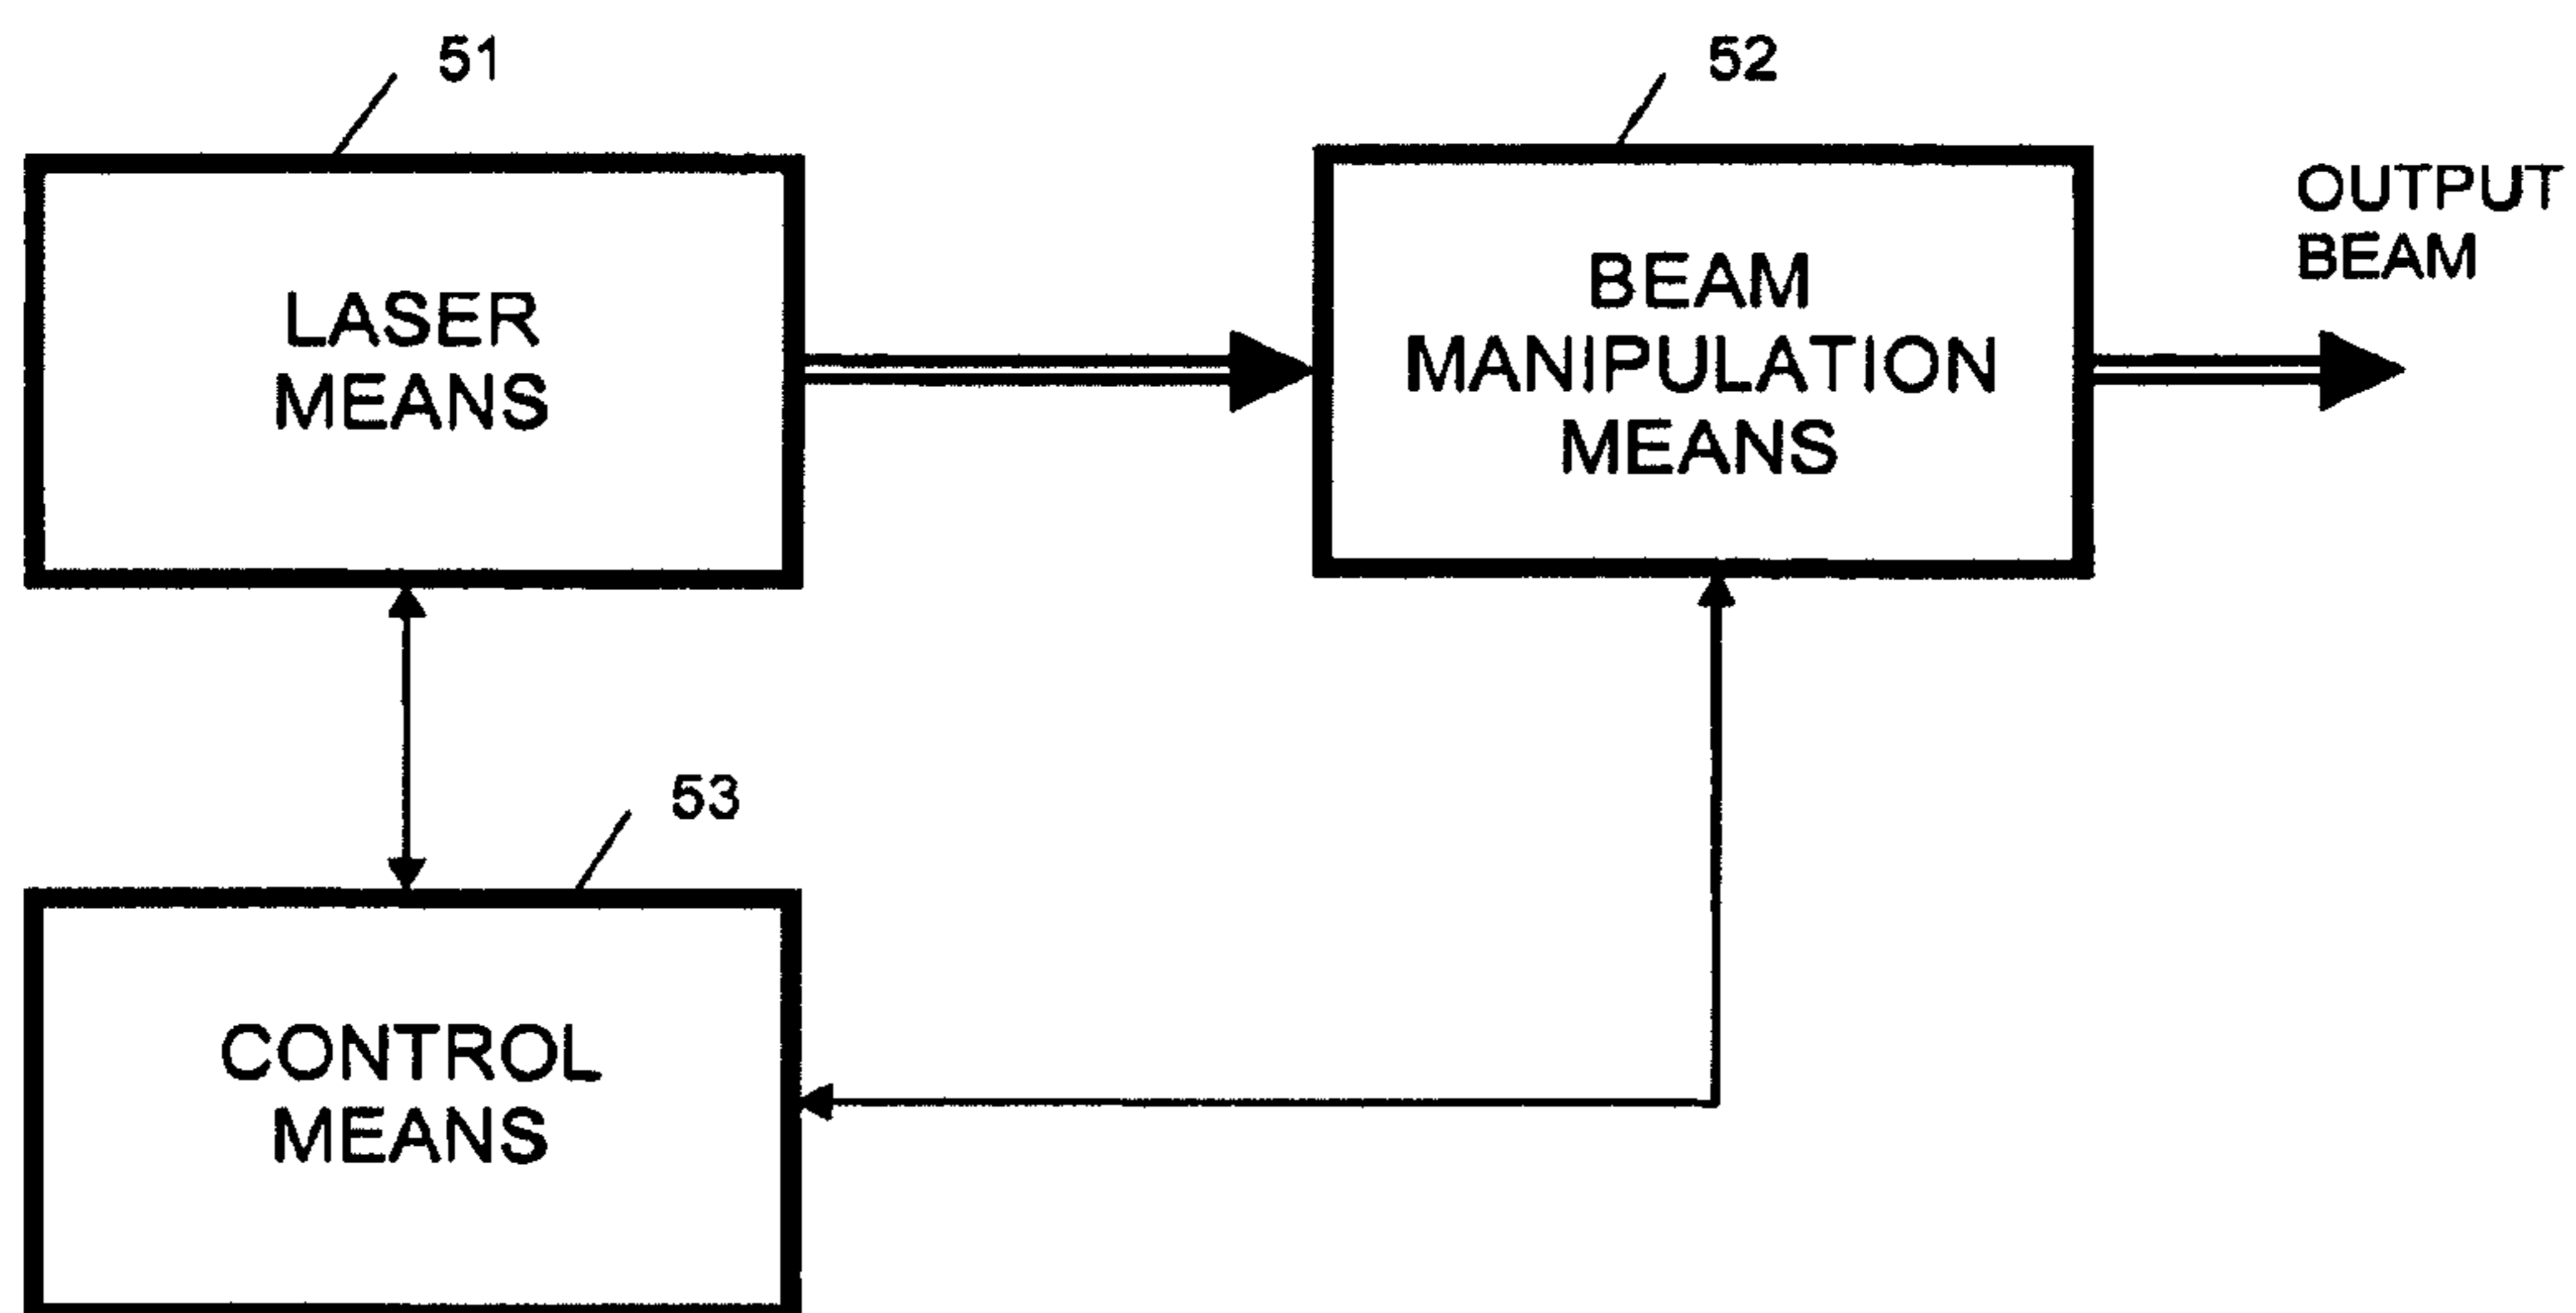 51
52
LASER
MEANS
BEAM
MANIPULATION
MEANS
OUTPUT
BEAM
53
CONTROL
MEANS